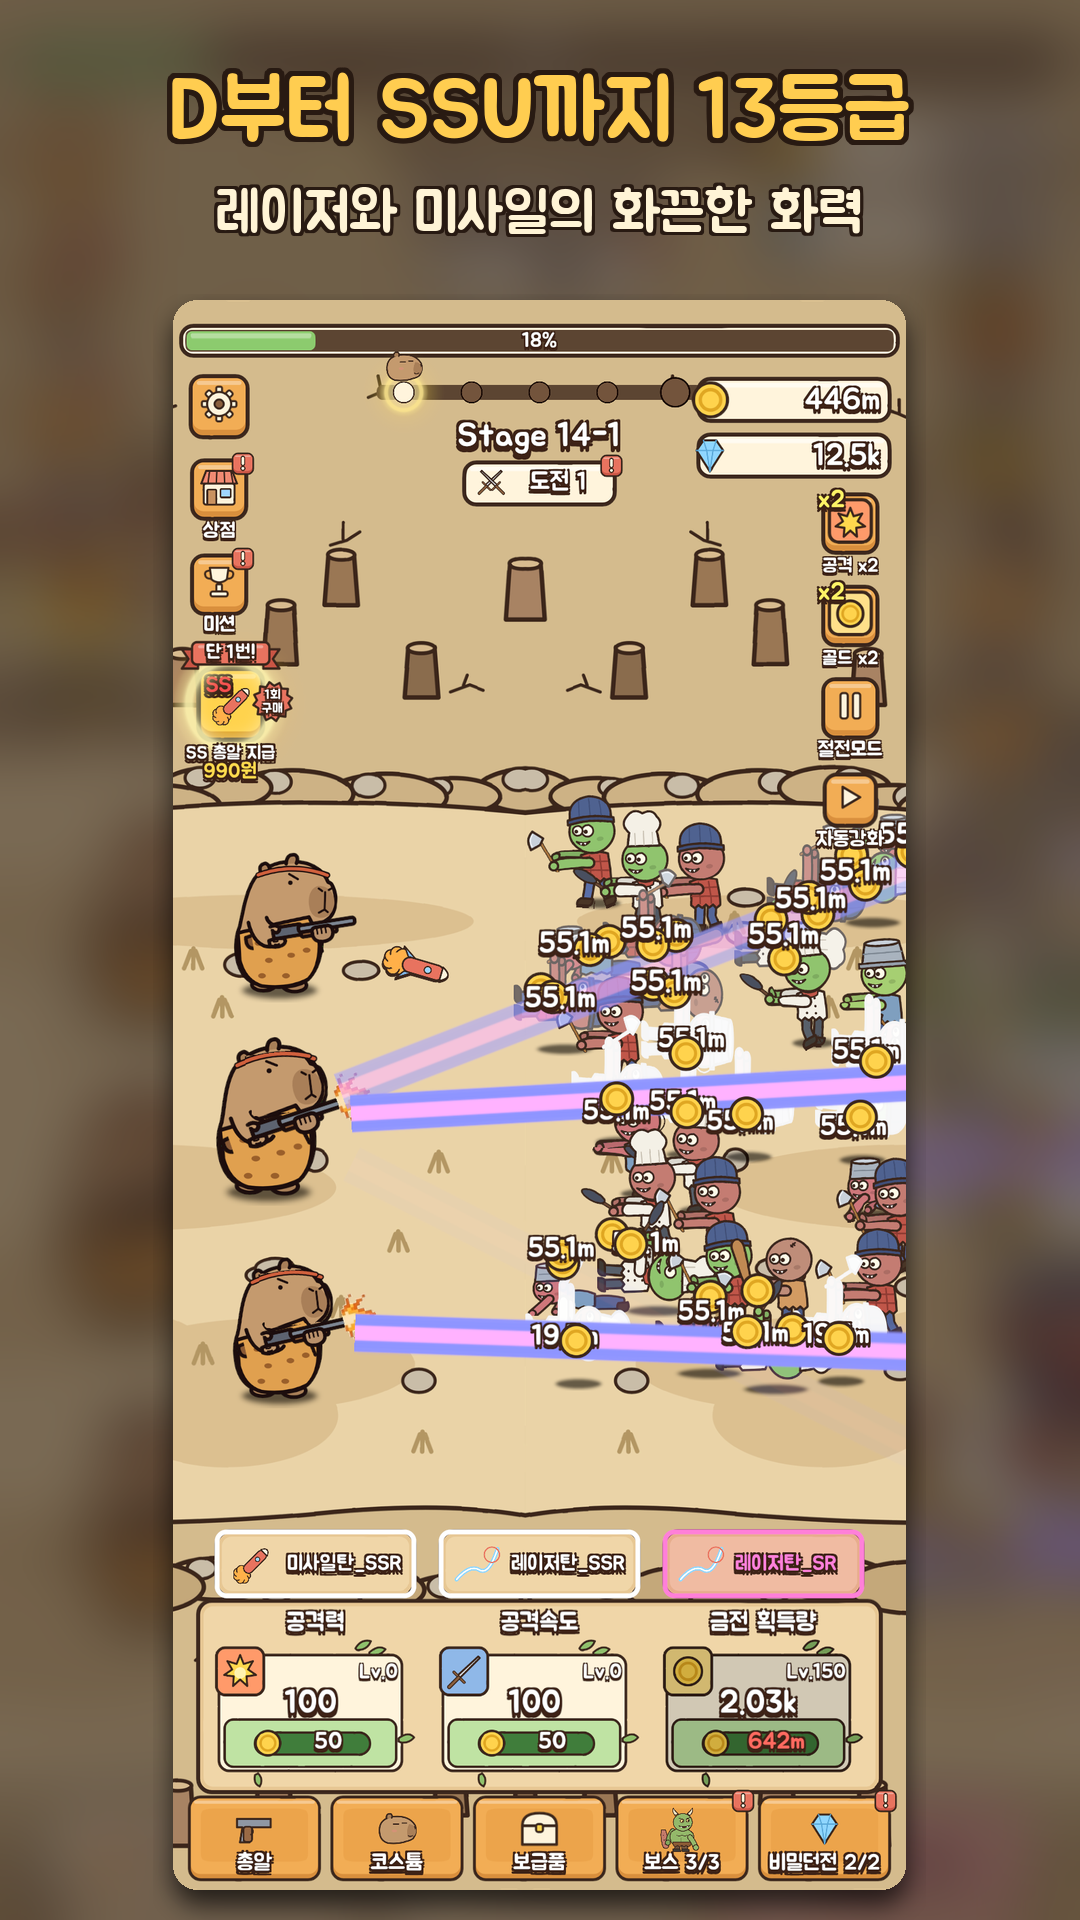 D부터 SSU까지 13등급
레이저와 미사일의 화끈한 화력
18%
446m
Stage 14-1
12.5k
도전 1
상점
x2
공격 x2
미션
x2
단 1번!
골드 x2
SS
1회
구매
SS 총알 지급
990원
절전모드
자동강화
55
55.1m
55.1m
55.1m
55.1m
55.1m
55.1m
55.1m
55.1m
55.1m
미사일탄_SSR
레이저탄_SSR
레이저탄_SR
공격력
공격속도
금전 획득량
Lv.0
100
50
Lv.0
100
50
Lv.150
2.03k
642m
총알
코스튬
보급품
보스 3/3
비밀던전 2/2